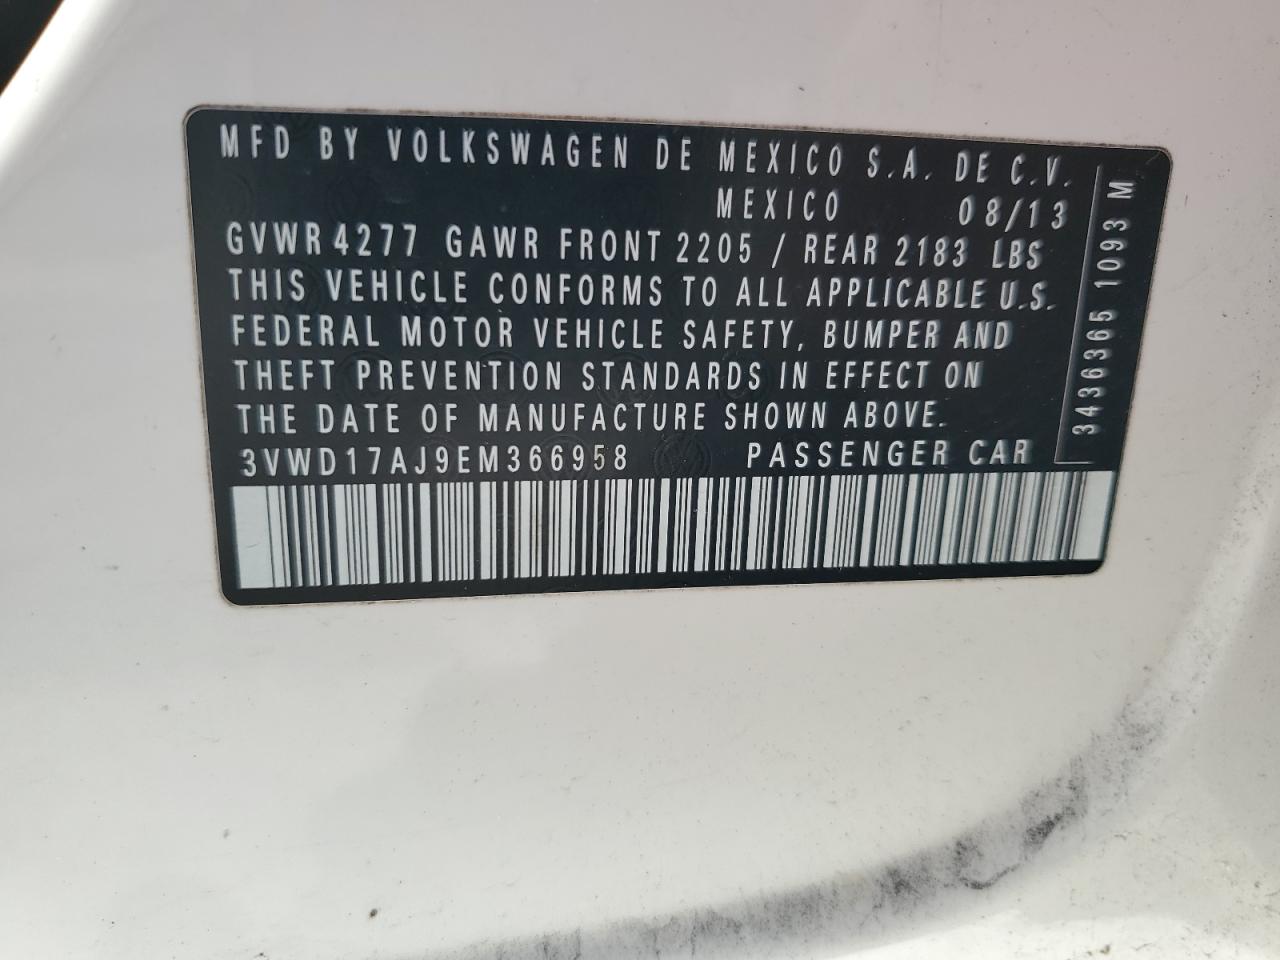 MFD BY VOLKSWAGEN DE MEXICO S.A. DE C.V.
MEXICO 08/13
GVWR 4277 GAWR FRONT 2205 / REAR 2183 LBS
THIS VEHICLE CONFORMS TO ALL APPLICABLE U.S.
FEDERAL MOTOR VEHICLE SAFETY, BUMPER AND
THEFT PREVENTION STANDARDS IN EFFECT ON
THE DATE OF MANUFACTURE SHOWN ABOVE.
3VWD17AJ9EM366958 PASSENGER CAR
3436365 1093 M